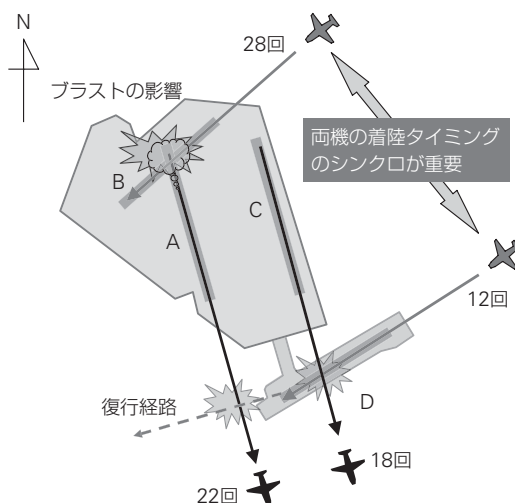 N
28回
ブラストの影響
両機の着陸タイミング
のシンクロが重要
B
C
A
12回
復行経路
D
18回
22回